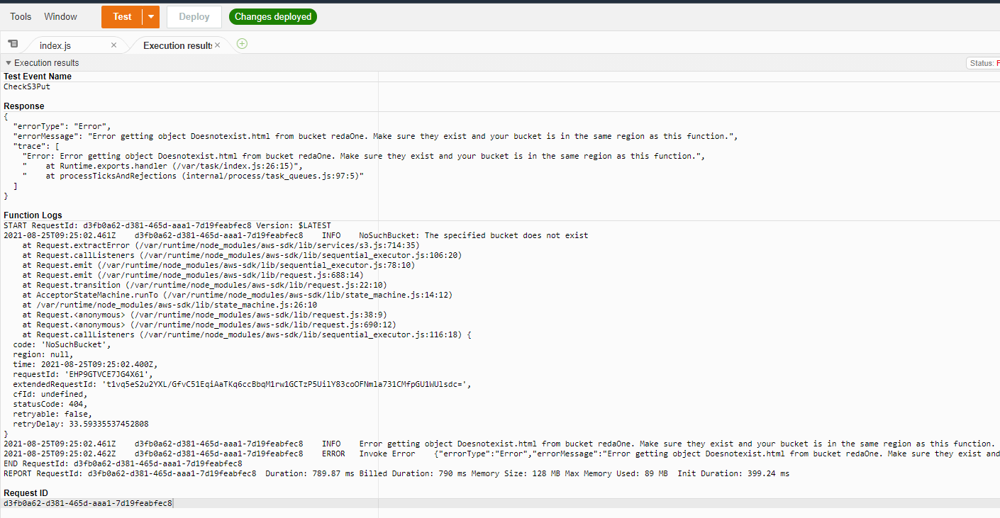 Tools Window Test Deploy Changes deployed
index.js Execution results
Execution results Status: F
Test Event Name
CheckS3Put
Response
{
"errorType": "Error",
"errorMessage": "Error getting object Doesnotexist.html from bucket redaOne. Make sure they exist and your bucket is in the same region as this function.",
"trace": [
"Error: Error getting object Doesnotexist.html from bucket redaOne. Make sure they exist and your bucket is in the same region as this function.",
"    at Runtime.exports.handler (/var/task/index.js:26:15)",
"    at processTicksAndRejections (internal/process/task_queues.js:97:5)"
]
}
Function Logs
START RequestId: d3fb0a62-d381-465d-aaa1-7d19feabfec8 Version: $LATEST
2021-08-25T09:25:02.461Z    d3fb0a62-d381-465d-aaa1-7d19feabfec8    INFO    NoSuchBucket: The specified bucket does not exist
at Request.extractError (/var/runtime/node_modules/aws-sdk/lib/services/s3.js:714:35)
at Request.callListeners (/var/runtime/node_modules/aws-sdk/lib/sequential_executor.js:106:20)
at Request.emit (/var/runtime/node_modules/aws-sdk/lib/sequential_executor.js:78:10)
at Request.emit (/var/runtime/node_modules/aws-sdk/lib/request.js:688:14)
at Request.transition (/var/runtime/node_modules/aws-sdk/lib/request.js:22:10)
at AcceptorStateMachine.runTo (/var/runtime/node_modules/aws-sdk/lib/state_machine.js:14:12)
at /var/runtime/node_modules/aws-sdk/lib/state_machine.js:26:10
at Request.<anonymous> (/var/runtime/node_modules/aws-sdk/lib/request.js:38:9)
at Request.<anonymous> (/var/runtime/node_modules/aws-sdk/lib/request.js:690:12)
at Request.callListeners (/var/runtime/node_modules/aws-sdk/lib/sequential_executor.js:116:18) {
code: 'NoSuchBucket',
region: null,
time: 2021-08-25T09:25:02.400Z,
requestId: 'EHP9GTVCE7JG4X61',
extendedRequestId: 't1vq5eS2u2YXL/GfvC51EqiAaTKq6ccBbqM1rw1GCTzP5UilY83coOFNmla731CMfpGU1WUlsdc=',
cfId: undefined,
statusCode: 404,
retryable: false,
retryDelay: 33.59335537452808
}
2021-08-25T09:25:02.461Z    d3fb0a62-d381-465d-aaa1-7d19feabfec8    INFO    Error getting object Doesnotexist.html from bucket redaOne. Make sure they exist and your bucket is in the same region as this function.
2021-08-25T09:25:02.462Z    d3fb0a62-d381-465d-aaa1-7d19feabfec8    ERROR   Invoke Error    {"errorType":"Error","errorMessage":"Error getting object Doesnotexist.html from bucket redaOne. Make sure they exist and
END RequestId: d3fb0a62-d381-465d-aaa1-7d19feabfec8
REPORT RequestId: d3fb0a62-d381-465d-aaa1-7d19feabfec8  Duration: 789.87 ms Billed Duration: 790 ms Memory Size: 128 MB Max Memory Used: 89 MB  Init Duration: 399.24 ms
Request ID
d3fb0a62-d381-465d-aaa1-7d19feabfec8